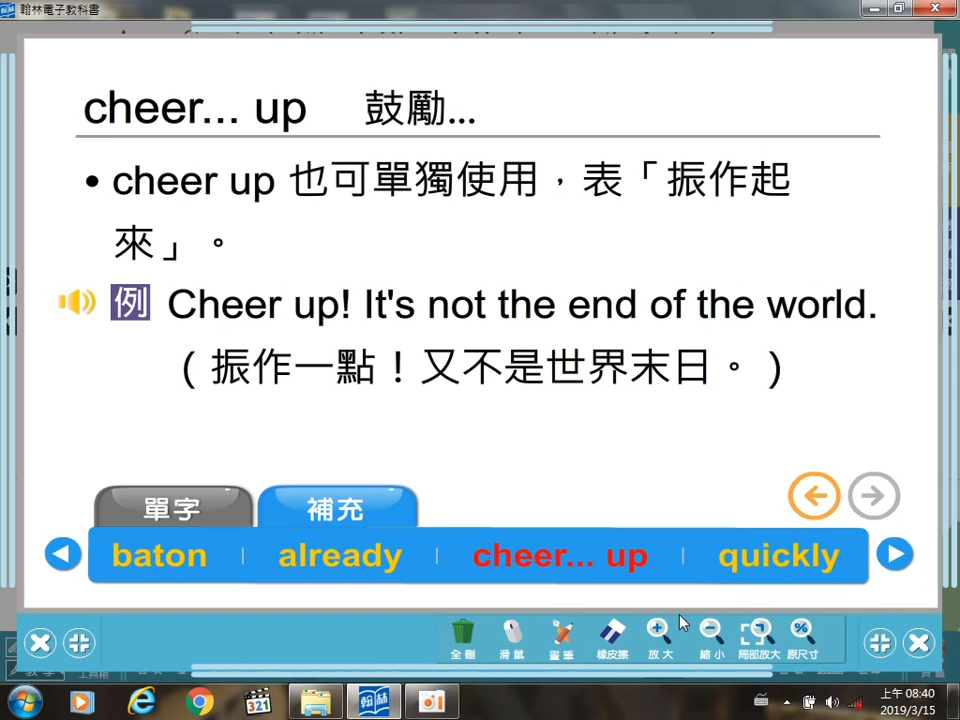 翰林電子教科書
cheer... up 鼓勵...
• cheer up 也可單獨使用，表「振作起
來」。
例 Cheer up! It's not the end of the world.
（振作一點！又不是世界末日。）
單字 補充
baton already cheer... up quickly
全刪 滑鼠 畫筆 橡皮擦 放大 縮小 局部放大 原尺寸
321 翰林
上午 08:40
2019/3/15